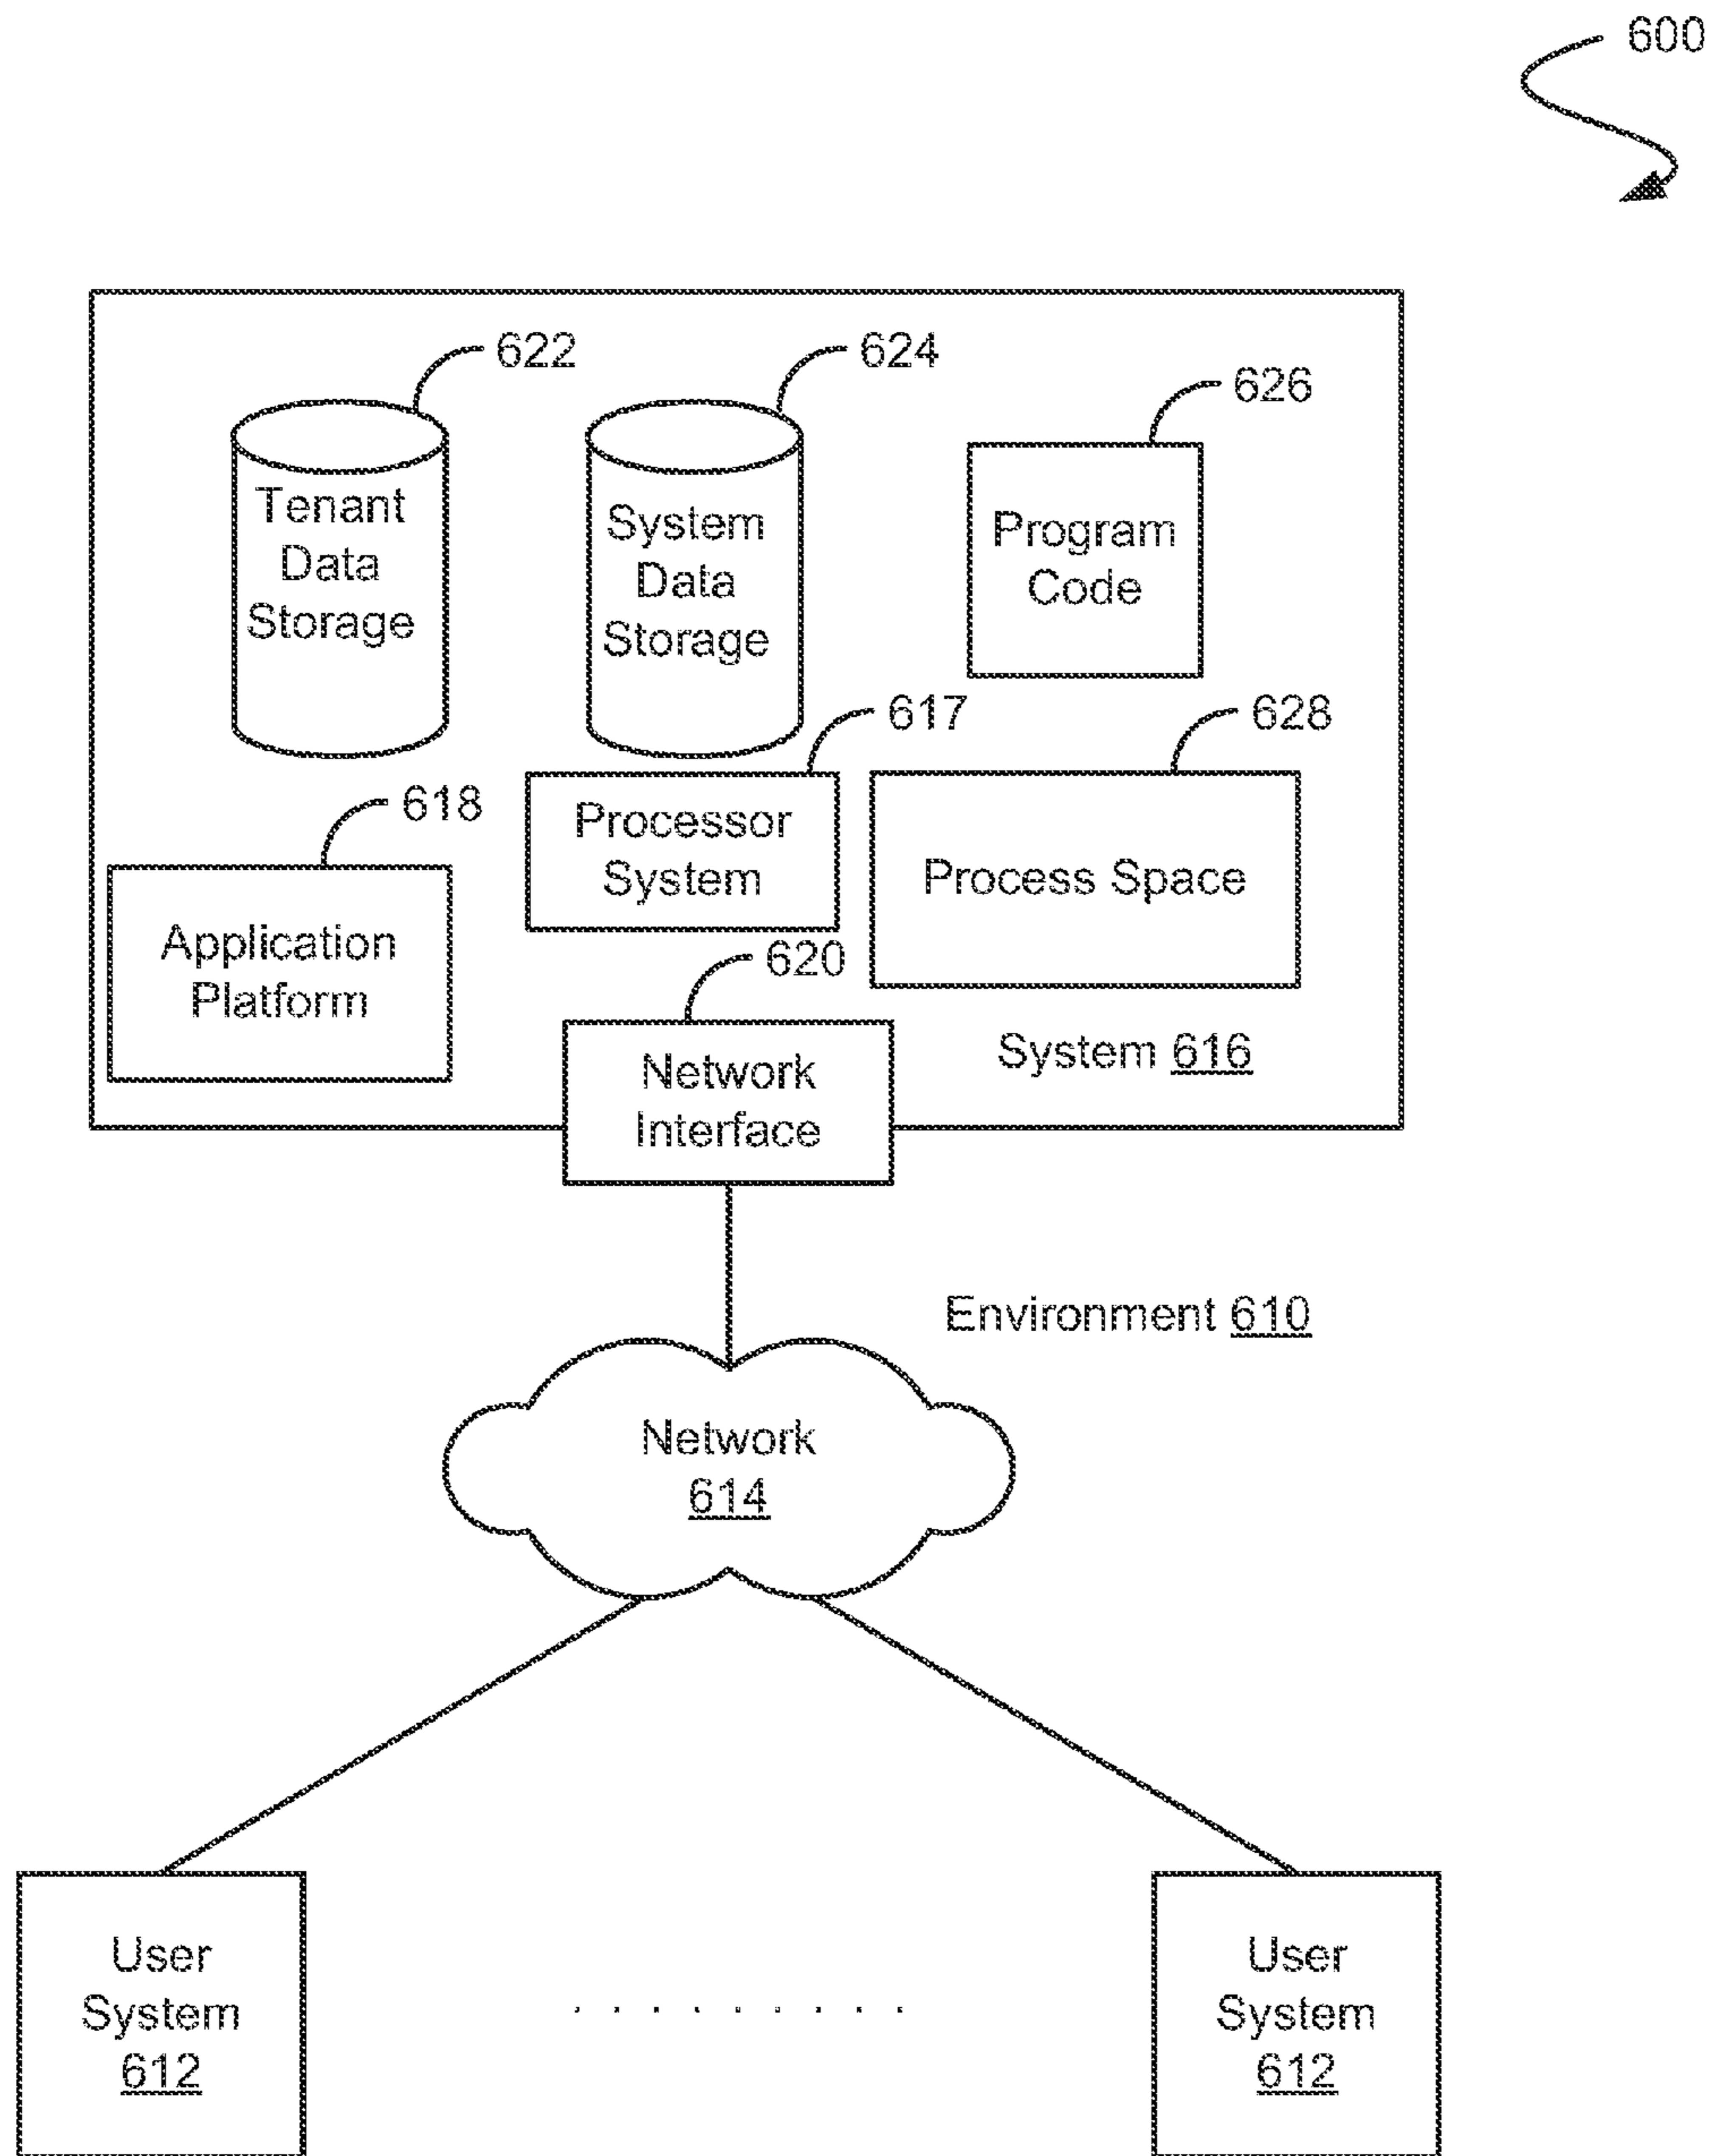 600
622
624
626
Tenant
Data
Storage
System
Data
Storage
Program
Code
617
628
618
Processor
System
Process Space
Application
Platform
620
Network
Interface
System 616
Environment 610
Network
614
User
System
612
. . . . . . . . .
User
System
612